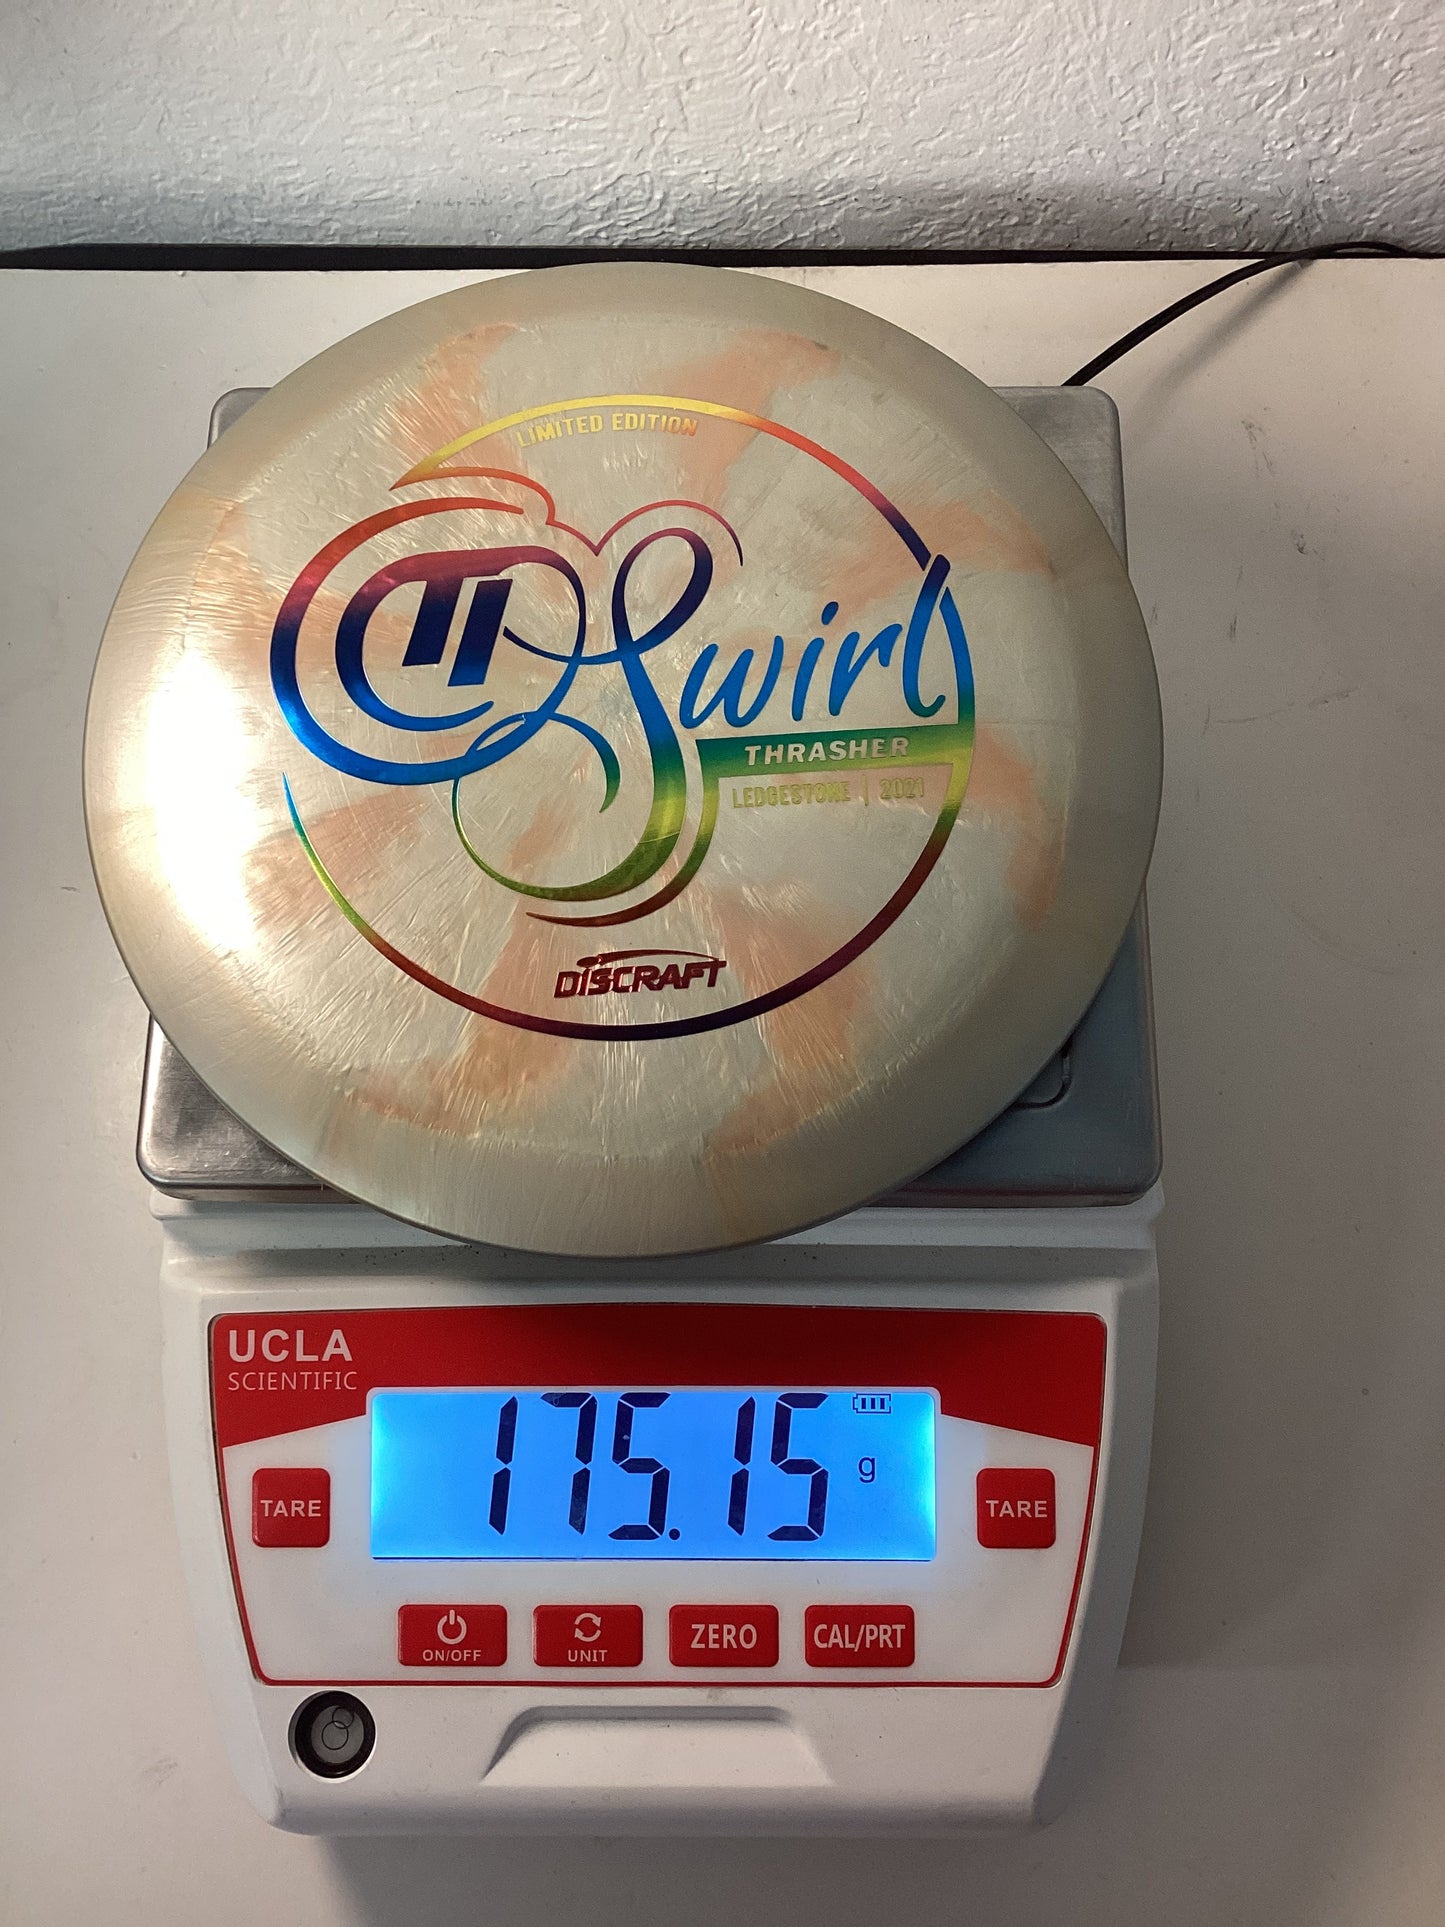 LIMITED EDITION
Ti Swirl
THRASHER
LEDGESTONE | 2021
DISCRAFT
UCLA
SCIENTIFIC
175.15 g
TARE
TARE
ON/OFF
UNIT
ZERO
CAL/PRT